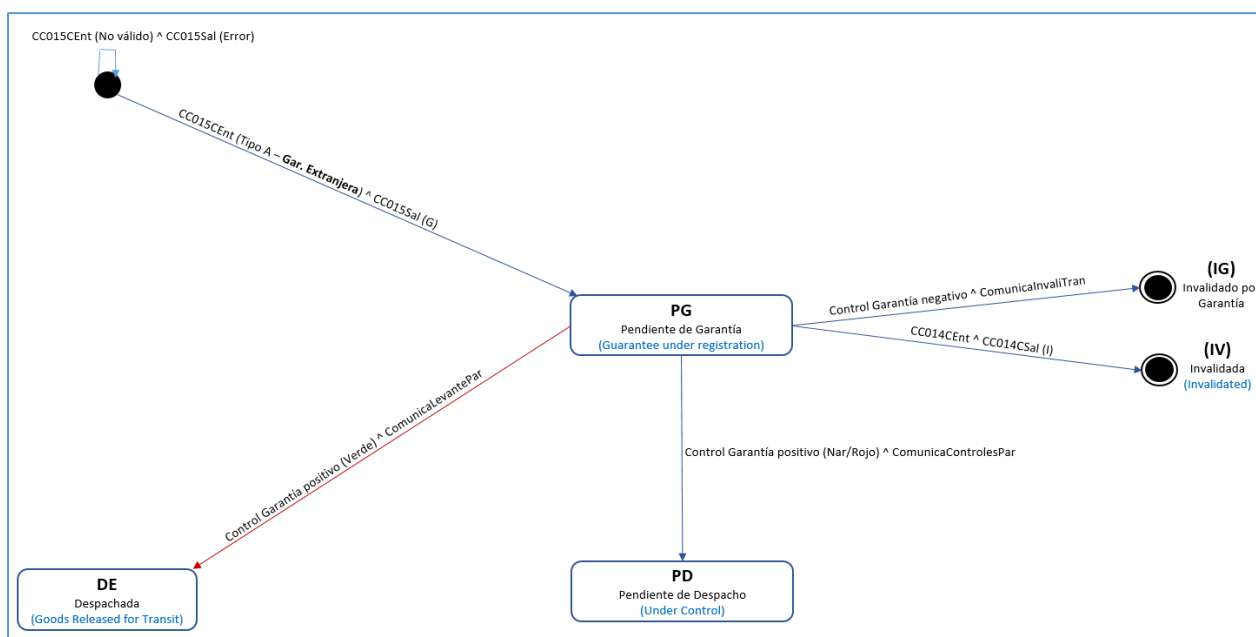 CC015CEnt (No válido) ^ CC015Sal (Error)
CC015CEnt (Tipo A – Gar. Extranjera) ^ CC015Sal (G)
PG
Pendiente de Garantía
(Guarantee under registration)
Control Garantía negativo ^ ComunicaInvaliTran
(IG)
Invalidado po
Garantía
CC014CEnt ^ CC014CSal (I)
(IV)
Invalidada
(Invalidated)
Control Garantía positivo (Verde) ^ ComunicaLevantePar
Control Garantía positivo (Nar/Rojo) ^ ComunicaControlesPar
DE
Despachada
(Goods Released for Transit)
PD
Pendiente de Despacho
(Under Control)